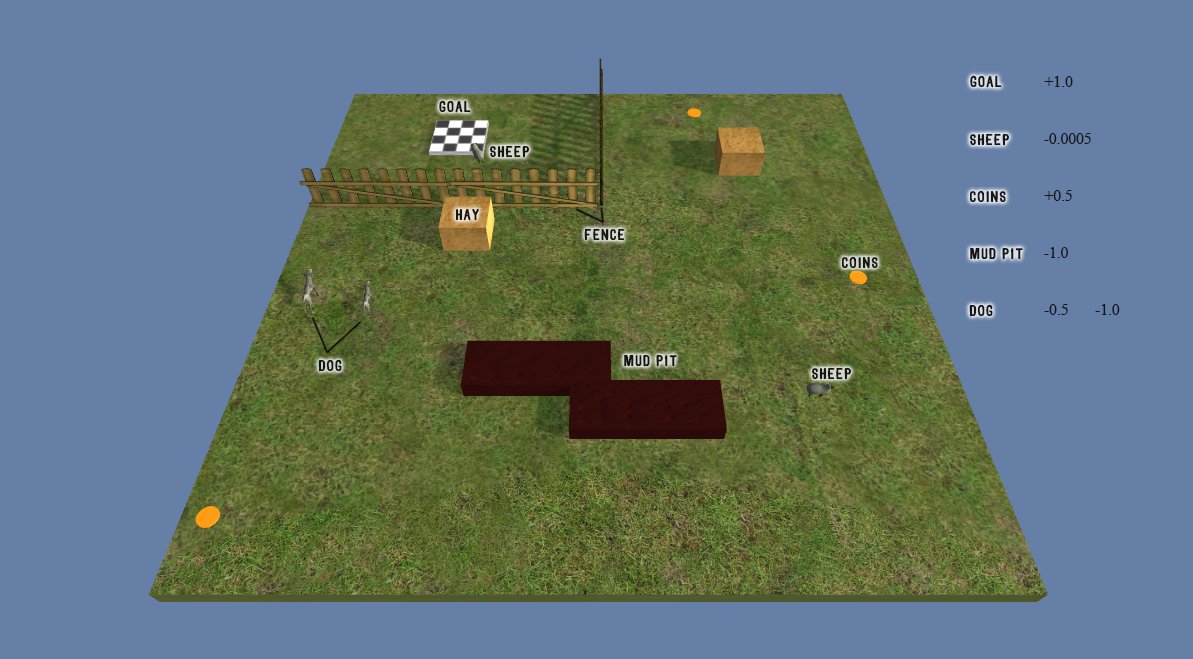 GOAL
SHEEP
HAY
FENCE
COINS
DOG
MUD PIT
SHEEP
GOAL +1.0
SHEEP -0.0005
COINS +0.5
MUD PIT -1.0
DOG -0.5 -1.0